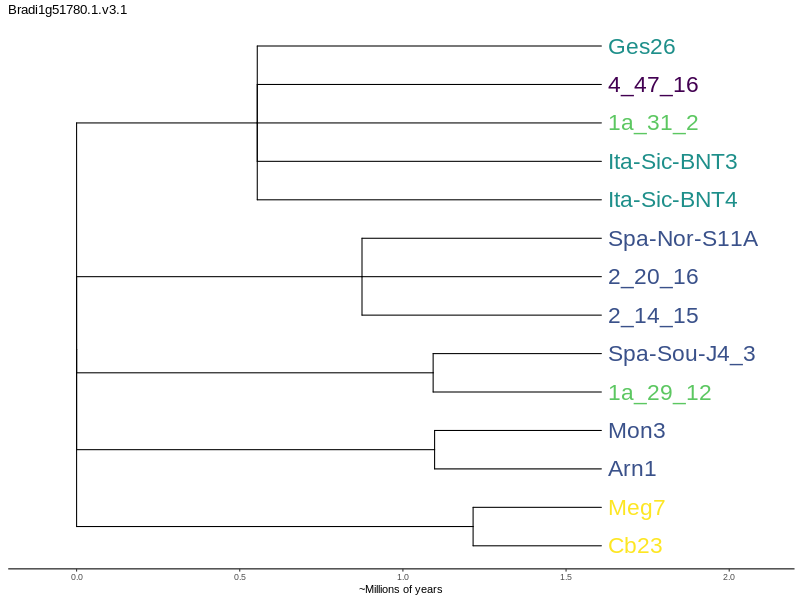 Bradi1g51780.1.v3.1
Ges26
4_47_16
1a_31_2
Ita-Sic-BNT3
Ita-Sic-BNT4
Spa-Nor-S11A
2_20_16
2_14_15
Spa-Sou-J4_3
1a_29_12
Mon3
Arn1
Meg7
Cb23
0.0 0.5 1.0 1.5 2.0
~Millions of years